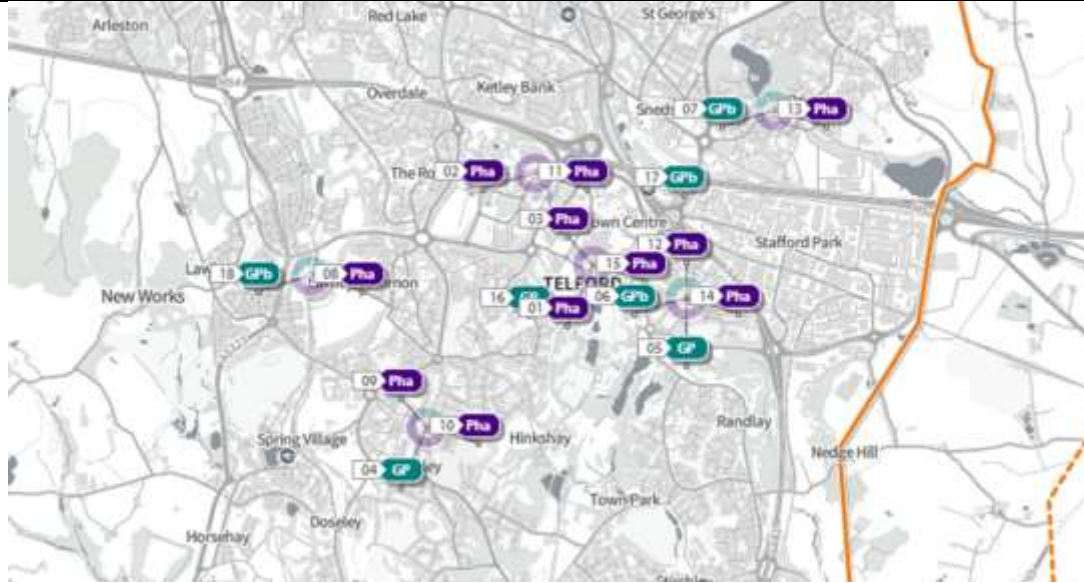 Arleston
Red Lake
St George's
Overdale
Ketley Bank
07 GPb
13 Pha
The
02 Pha
11 Pha
17 GPb
03 Pha
Town Centre
12 Pha
Stafford Park
15 Pha
18 GPb
08 Pha
TELFORD
New Works
16
06 GPb
14 Pha
01 Pha
05 GP
09 Pha
Randlay
10 Pha
Spring Village
Hinkshay
Nedge Hill
04 GP
Town Park
Doseley
Horsehay